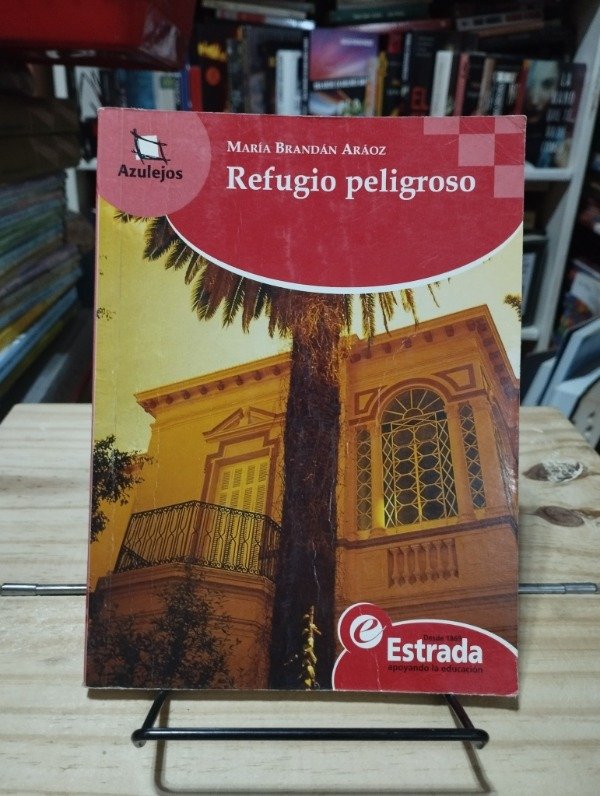 Azulejos
María Brandán Aráoz
Refugio peligroso
Desde 1869
Estrada
apoyando la educación